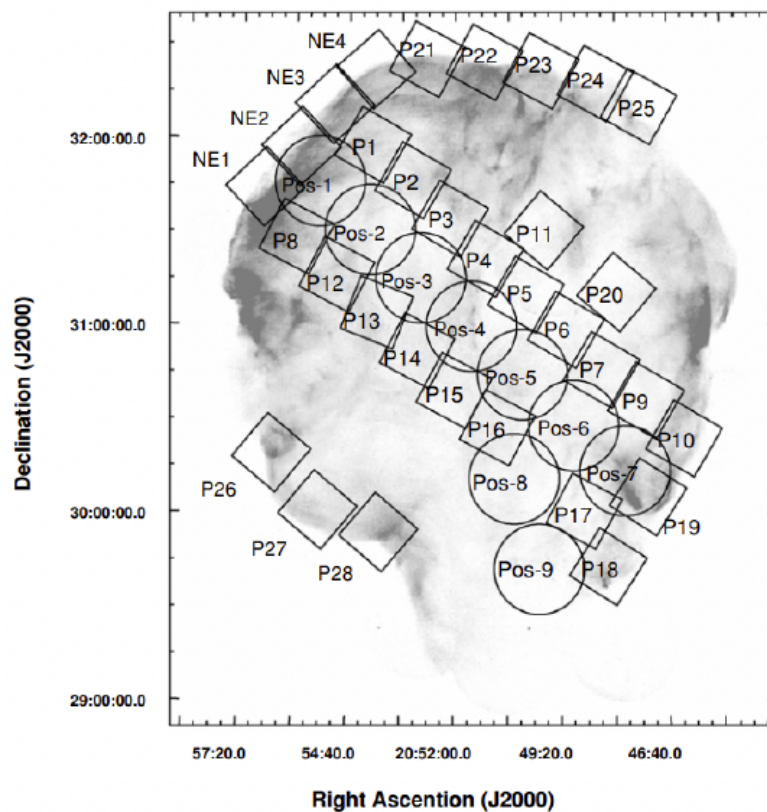 NE4
P21
P22
P23
P24
P25
NE3
NE2
NE1
P1
P2
P3
P4
P5
P6
P7
P8
P9
P10
P11
P12
P13
P14
P15
P16
P17
P18
P19
P20
Pos-1
Pos-2
Pos-3
Pos-4
Pos-5
Pos-6
Pos-7
Pos-8
Pos-9
P26
P27
P28
Declination (J2000)
32:00:00.0
31:00:00.0
30:00:00.0
29:00:00.0
57:20.0
54:40.0
20:52:00.0
49:20.0
46:40.0
Right Ascension (J2000)